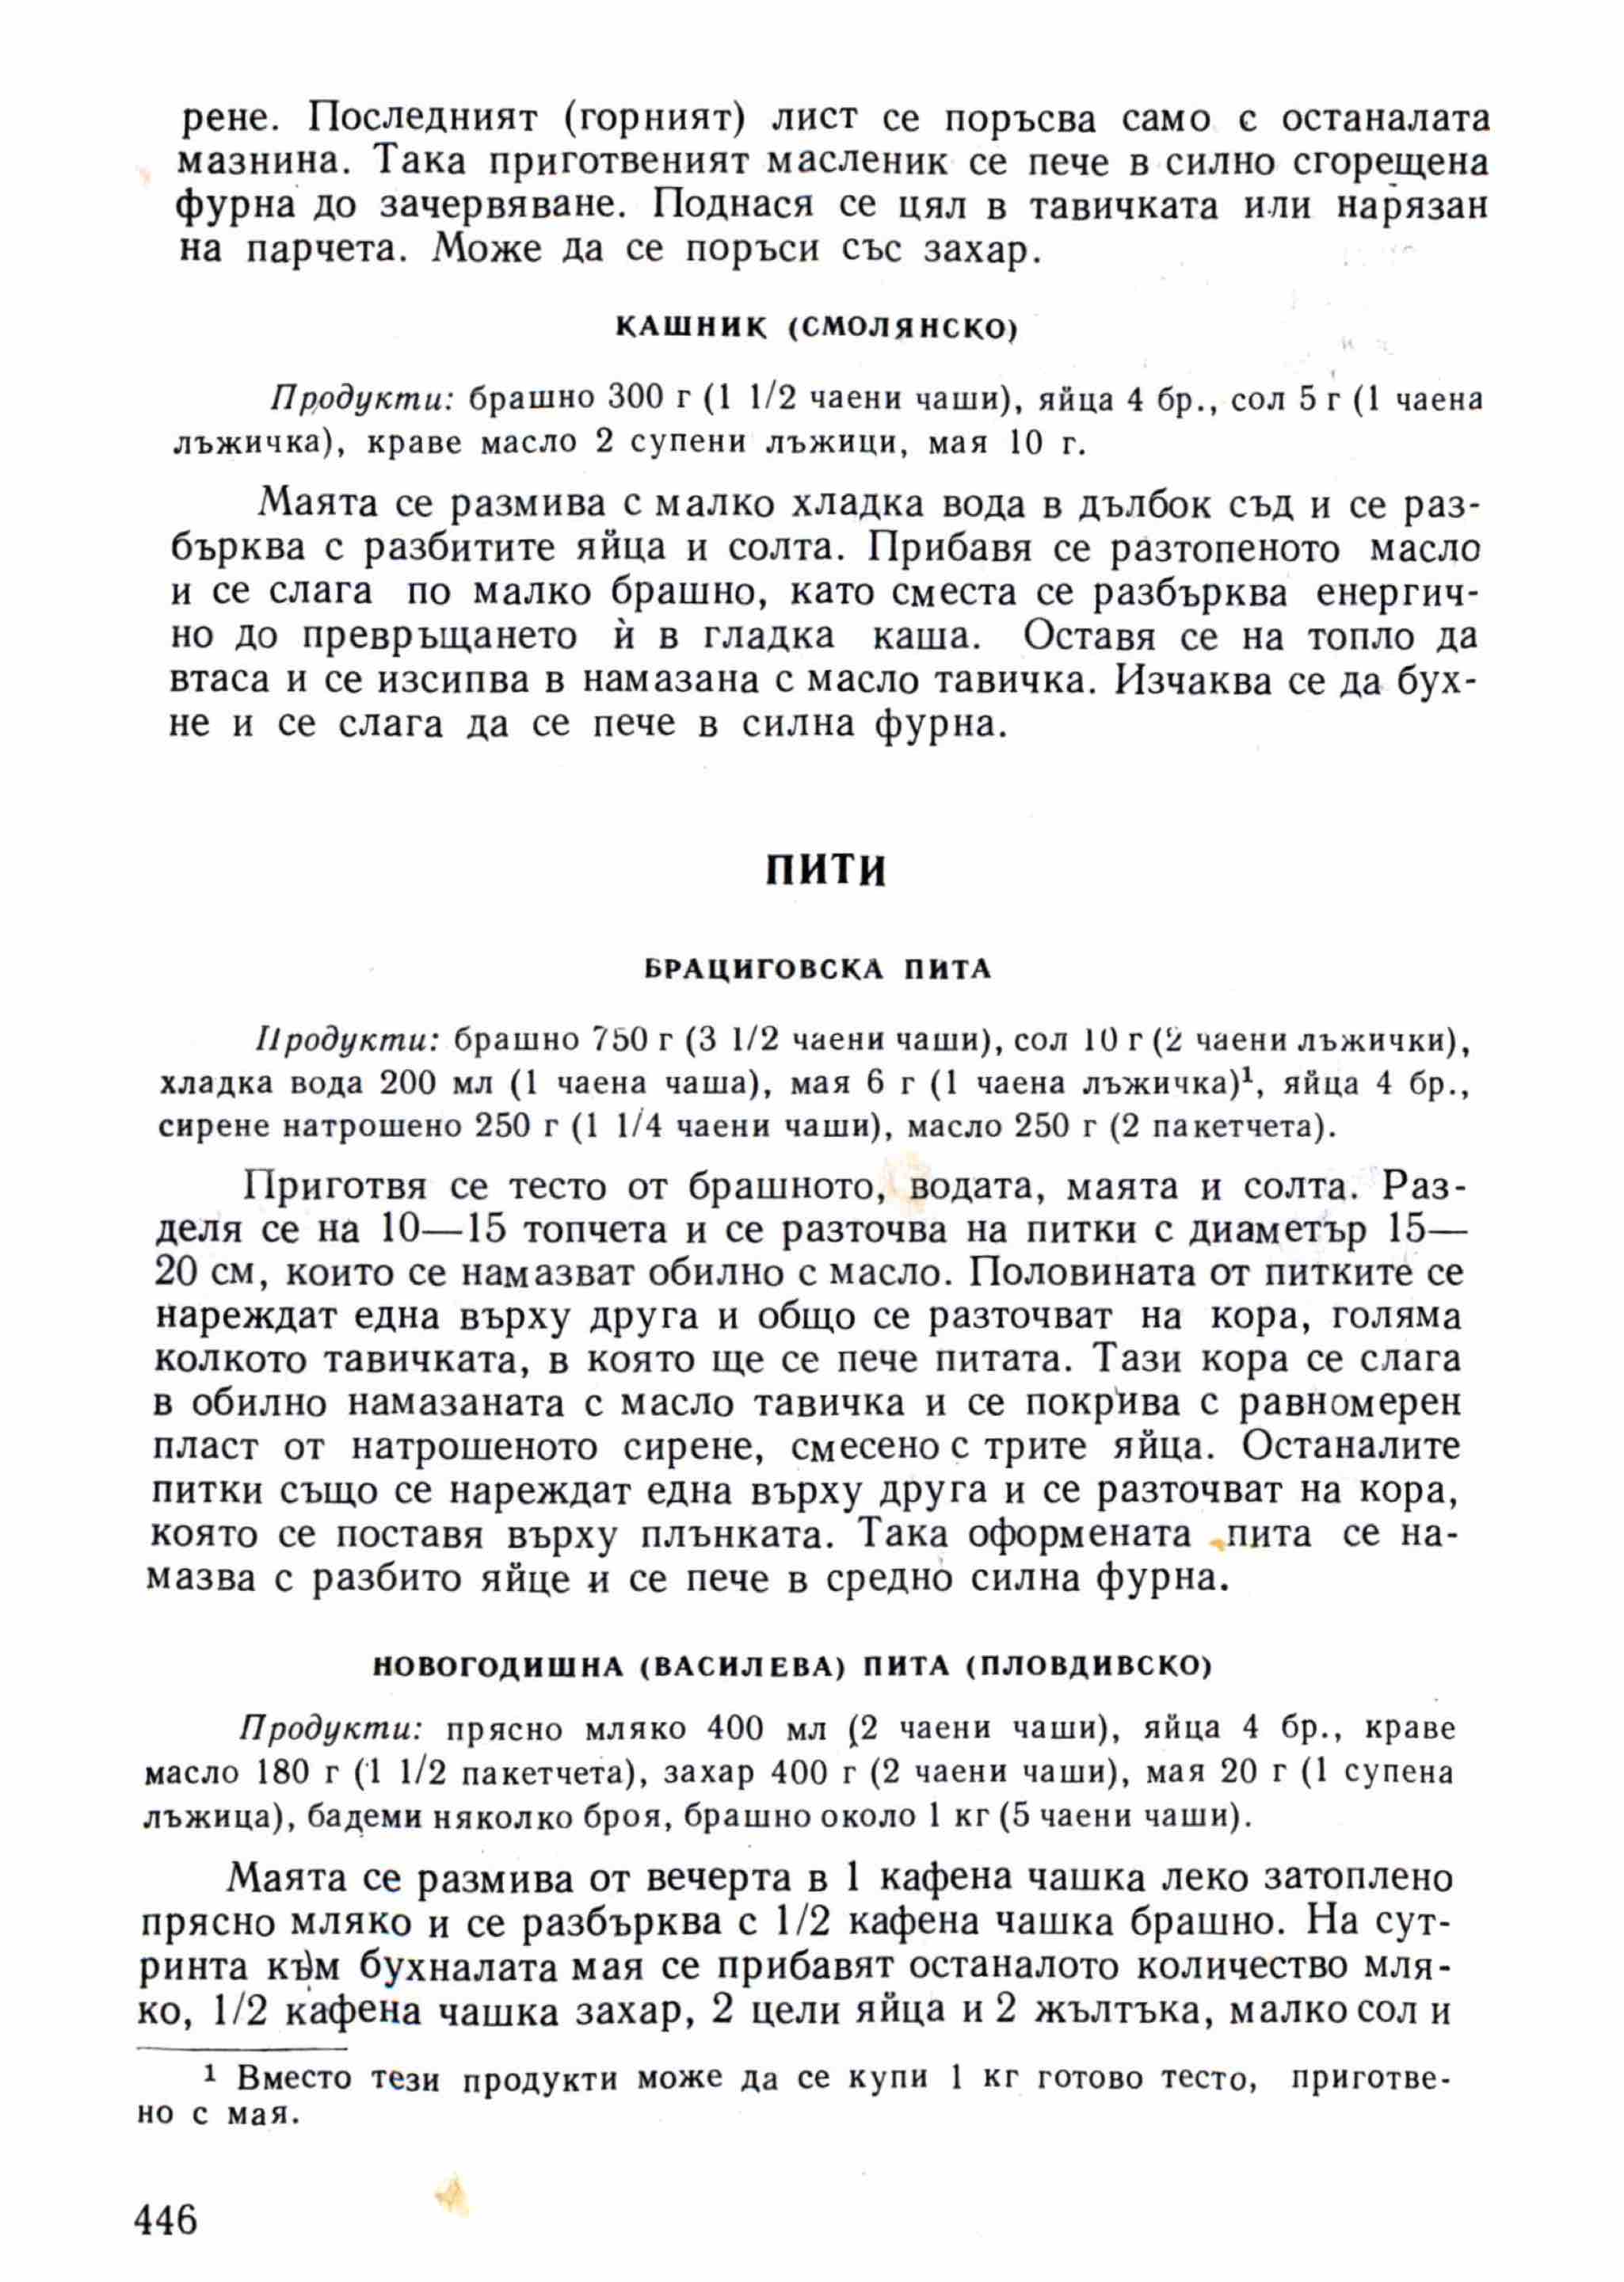 рене. Последният (горният) лист се поръсва само с останалата
мазнина. Така приготвеният масленик се пече в силно сгорещена
фурна до зачервяване. Поднася се цял в тавичката или нарязан
на парчета. Може да се поръси със захар.
КАШНИК (СМОЛЯНСКО)
Продукти: брашно 300 г (1 1/2 чаени чаши), яйца 4 бр., сол 5 г (1 чаена
лъжичка), краве масло 2 супени лъжици, мая 10 г.
Маята се размива с малко хладка вода в дълбок съд и се раз-
бърква с разбитите яйца и солта. Прибавя се разтопеното масло
и се слага по малко брашно, като сместа се разбърква енергич-
но до превръщането ѝ в гладка каша. Оставя се на топло да
втаса и се изсипва в намазана с масло тавичка. Изчаква се да бух-
не и се слага да се пече в силна фурна.
ПИТИ
БРАЦИГОВСКА ПИТА
Продукти: брашно 750 г (3 1/2 чаени чаши), сол 10 г (2 чаени лъжички),
хладка вода 200 мл (1 чаена чаша), мая 6 г (1 чаена лъжичка)¹, яйца 4 бр.,
сирене натрошено 250 г (1 1/4 чаени чаши), масло 250 г (2 пакетчета).
Приготвя се тесто от брашното, водата, маята и солта. Раз-
деля се на 10—15 топчета и се разточва на питки с диаметър 15—
20 см, които се намазват обилно с масло. Половината от питките се
нареждат една върху друга и общо се разточват на кора, голяма
колкото тавичката, в която ще се пече питата. Тази кора се слага
в обилно намазаната с масло тавичка и се покрива с равномерен
пласт от натрошеното сирене, смесено с трите яйца. Останалите
питки също се нареждат една върху друга и се разточват на кора,
която се поставя върху плънката. Така оформената пита се на-
мазва с разбито яйце и се пече в средно силна фурна.
НОВОГОДИШНА (ВАСИЛЕВА) ПИТА (ПЛОВДИВСКО)
Продукти: прясно мляко 400 мл (2 чаени чаши), яйца 4 бр., краве
масло 180 г (1 1/2 пакетчета), захар 400 г (2 чаени чаши), мая 20 г (1 супена
лъжица), бадеми няколко броя, брашно около 1 кг (5 чаени чаши).
Маята се размива от вечерта в 1 кафена чашка леко затоплено
прясно мляко и се разбърква с 1/2 кафена чашка брашно. На сут-
ринта към бухналата мая се прибавят останалото количество мля-
ко, 1/2 кафена чашка захар, 2 цели яйца и 2 жълтъка, малко сол и
¹ Вместо тези продукти може да се купи 1 кг готово тесто, приготве-
но с мая.
446